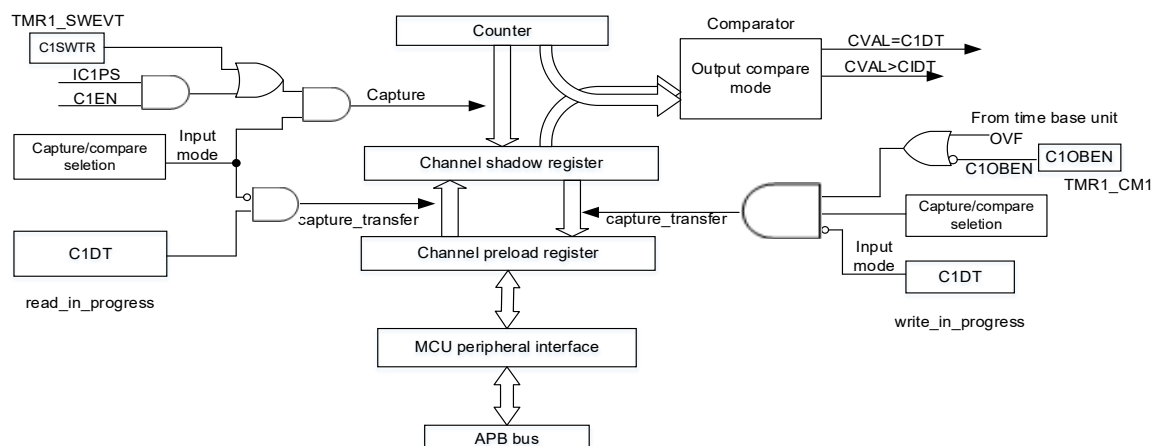 TMR1_SWEVT
C1SWTR
IC1PS
C1EN
Capture
Counter
Comparator
Output compare
mode
CVAL=C1DT
CVAL>CIDT
Input
mode
Capture/compare
seletion
Channel shadow register
From time base unit
OVF
C1OBEN
C1OBEN
TMR1_CM1
capture_transfer
capture_transfer
Capture/compare
seletion
C1DT
Channel preload register
Input
mode
C1DT
read_in_progress
write_in_progress
MCU peripheral interface
APB bus